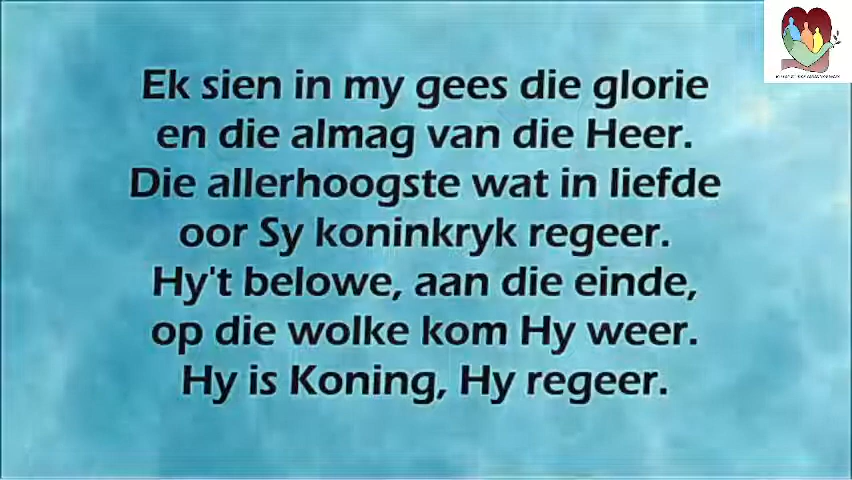 Ek sien in my gees die glorie
en die almag van die Heer.
Die allerhoogste wat in liefde
oor Sy koninkryk regeer.
Hy't belowe, aan die einde,
op die wolke kom Hy weer.
Hy is Koning, Hy regeer.